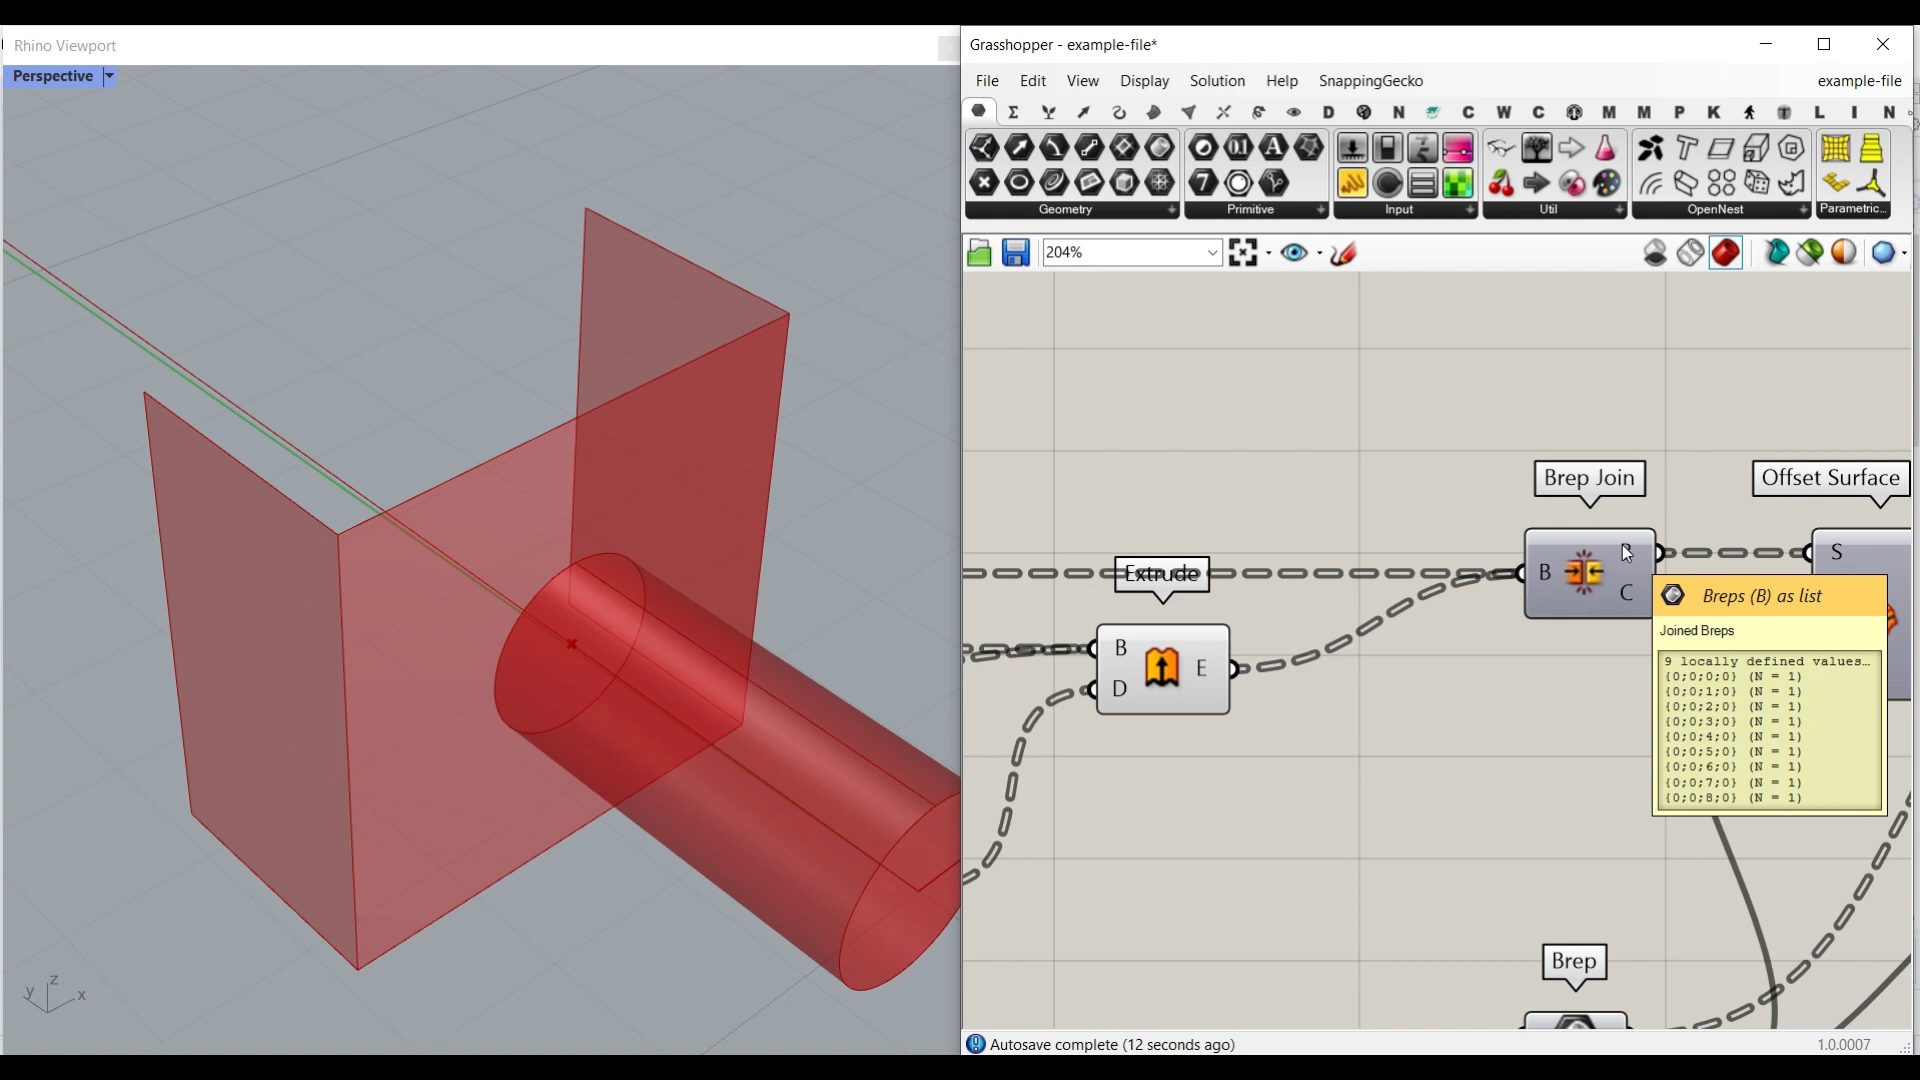 Rhino Viewport
Perspective
Grasshopper - example-file*
File Edit View Display Solution Help SnappingGecko example-file
D N C W C M M P K L I N
Geometry Primitive Input Util OpenNest Parametric...
204%
Brep Join Offset Surface
Extrude
B C S
B D E
Breps (B) as list
Joined Breps
9 locally defined values...
{0;0;0;0} (N = 1)
{0;0;1;0} (N = 1)
{0;0;2;0} (N = 1)
{0;0;3;0} (N = 1)
{0;0;4;0} (N = 1)
{0;0;5;0} (N = 1)
{0;0;6;0} (N = 1)
{0;0;7;0} (N = 1)
{0;0;8;0} (N = 1)
Brep
z
y x
Autosave complete (12 seconds ago) 1.0.0007